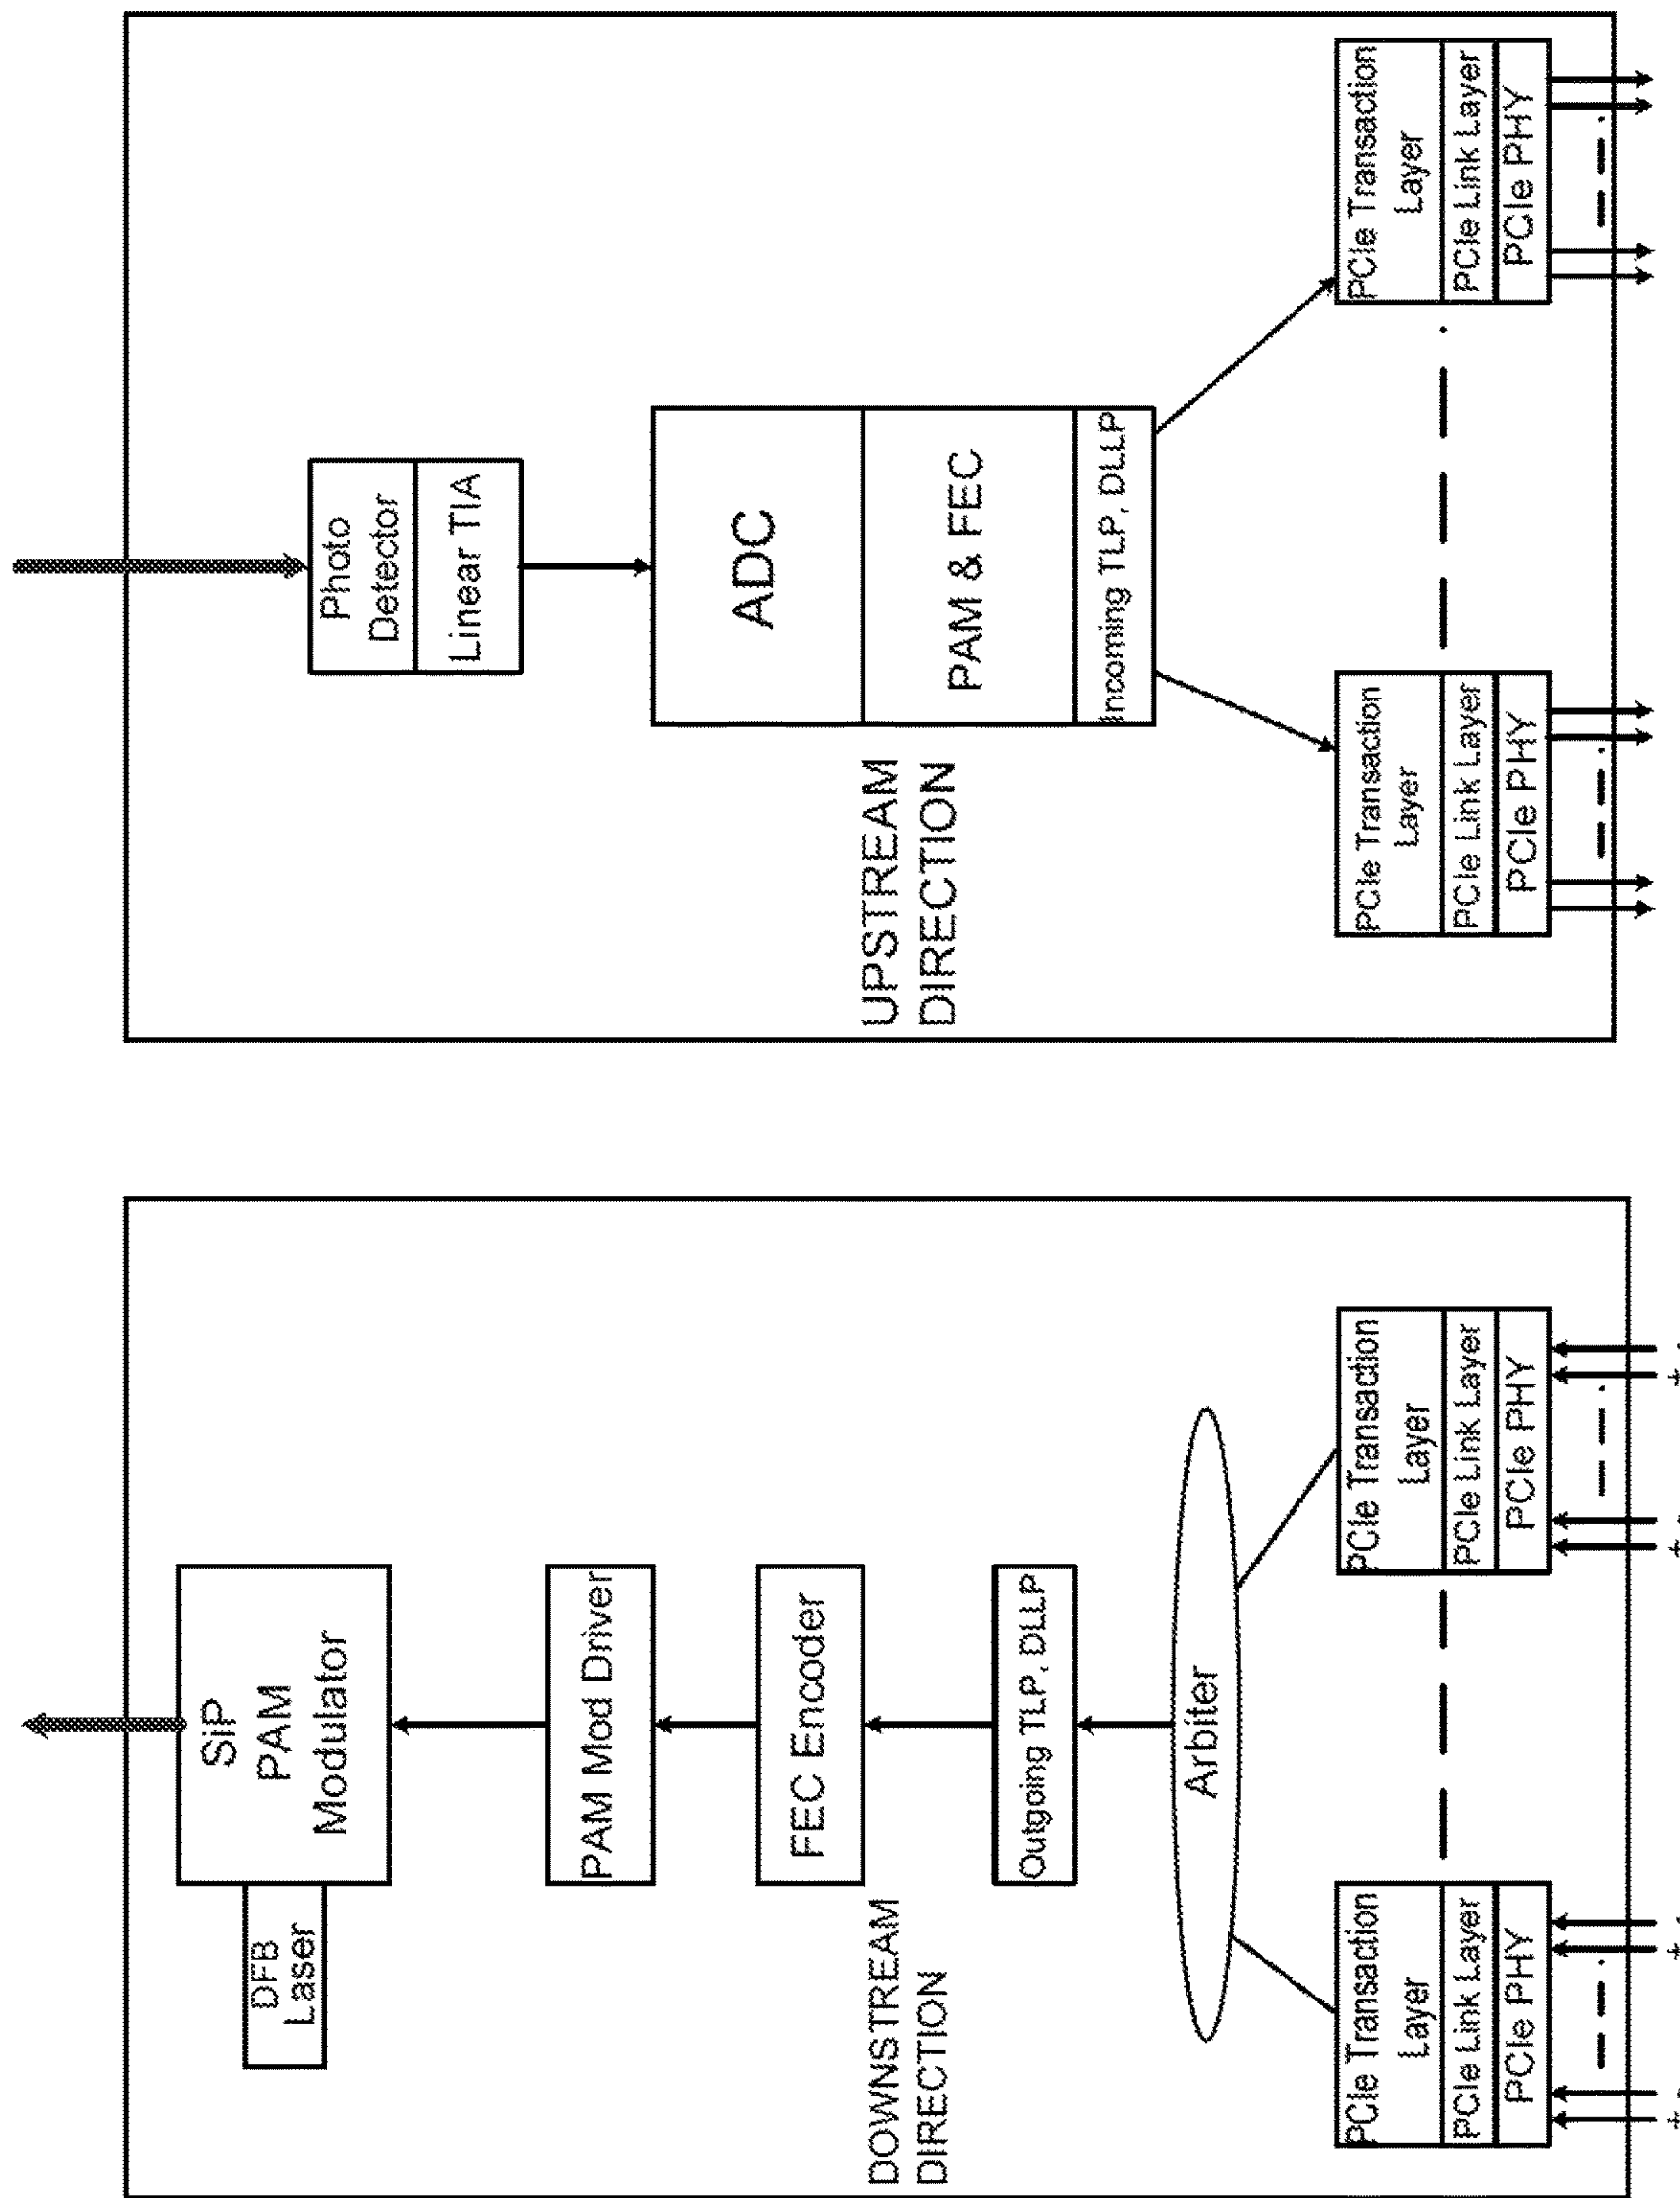 DFB
Laser
SiP
PAM
Modulator
PAM Mod Driver
FEC Encoder
DOWNSTREAM
DIRECTION
Outgoing TLP, DLLP
Arbiter
PCIe Transaction
Layer
PCIe Link Layer
PCIe PHY
PCIe Transaction
Layer
PCIe Link Layer
PCIe PHY
Photo
Detector
Linear TIA
ADC
PAM & FEC
Incoming TLP, DLLP
UPSTREAM
DIRECTION
PCIe Transaction
Layer
PCIe Link Layer
PCIe PHY
PCIe Transaction
Layer
PCIe Link Layer
PCIe PHY